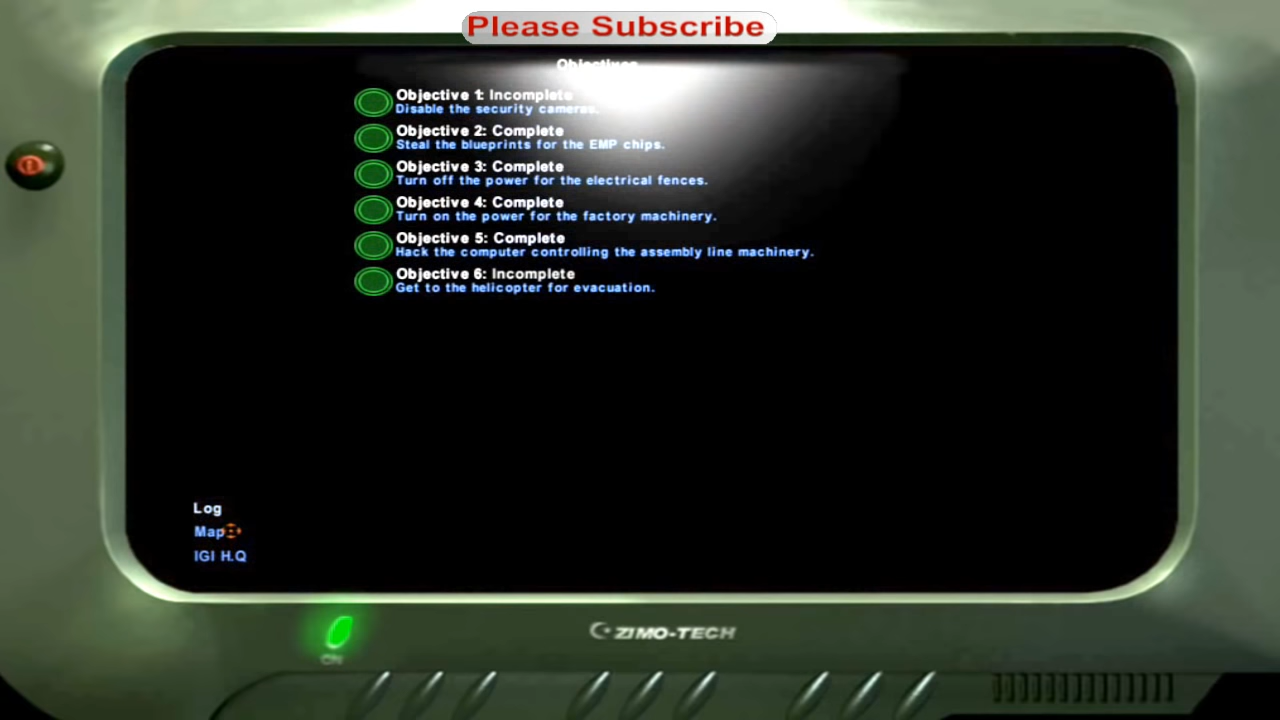 Please Subscribe
Objectives
Objective 1: Incomplete
Disable the security cameras.
Objective 2: Complete
Steal the blueprints for the EMP chips.
Objective 3: Complete
Turn off the power for the electrical fences.
Objective 4: Complete
Turn on the power for the factory machinery.
Objective 5: Complete
Hack the computer controlling the assembly line machinery.
Objective 6: Incomplete
Get to the helicopter for evacuation.
Log
Map
IGI H.Q
ZIMO-TECH
ON